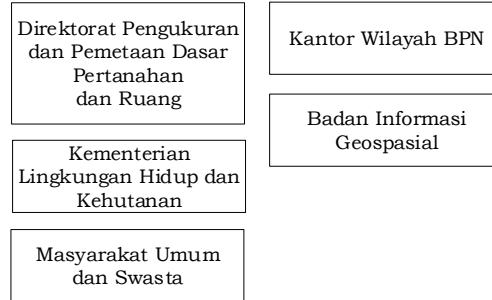 Direktorat Pengukuran
dan Pemetaan Dasar
Pertanahan
dan Ruang
Kementerian
Lingkungan Hidup dan
Kehutanan
Masyarakat Umum
dan Swasta
Kantor Wilayah BPN
Badan Informasi
Geospasial